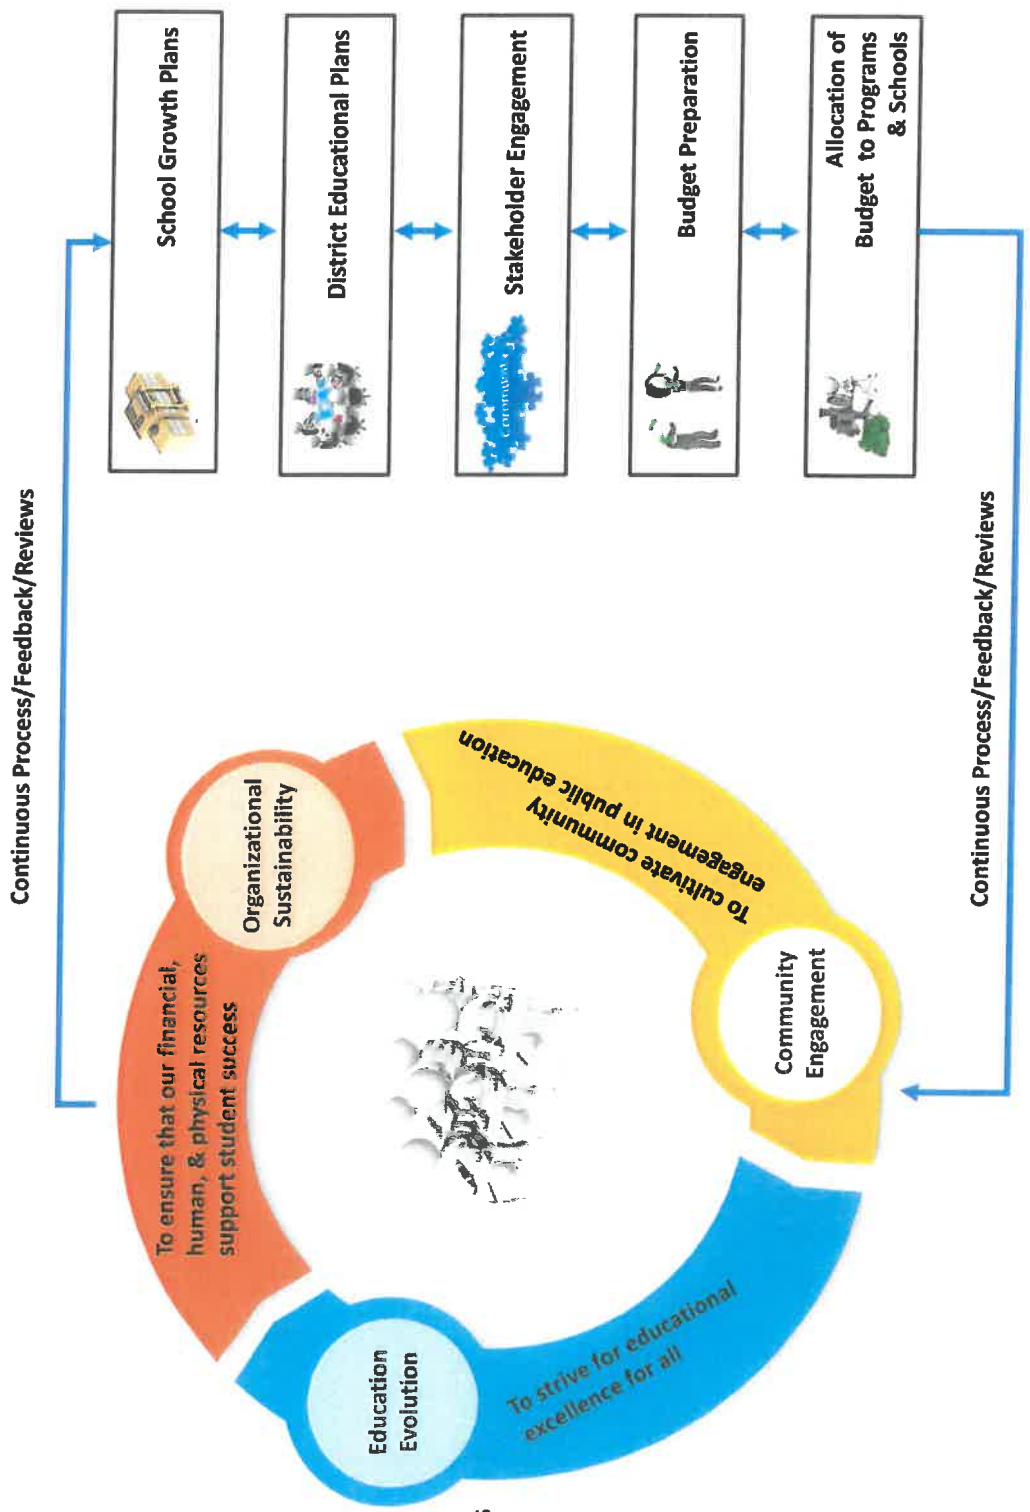 Continuous Process/Feedback/Reviews
To ensure that our financial,
human, & physical resources
support student success
Organizational
Sustainability
Education
Evolution
To strive for educational
excellence for all
To cultivate community
engagement in public education
Community
Engagement
School Growth Plans
District Educational Plans
Community
Stakeholder Engagement
Budget Preparation
Allocation of
Budget to Programs
& Schools
Continuous Process/Feedback/Reviews